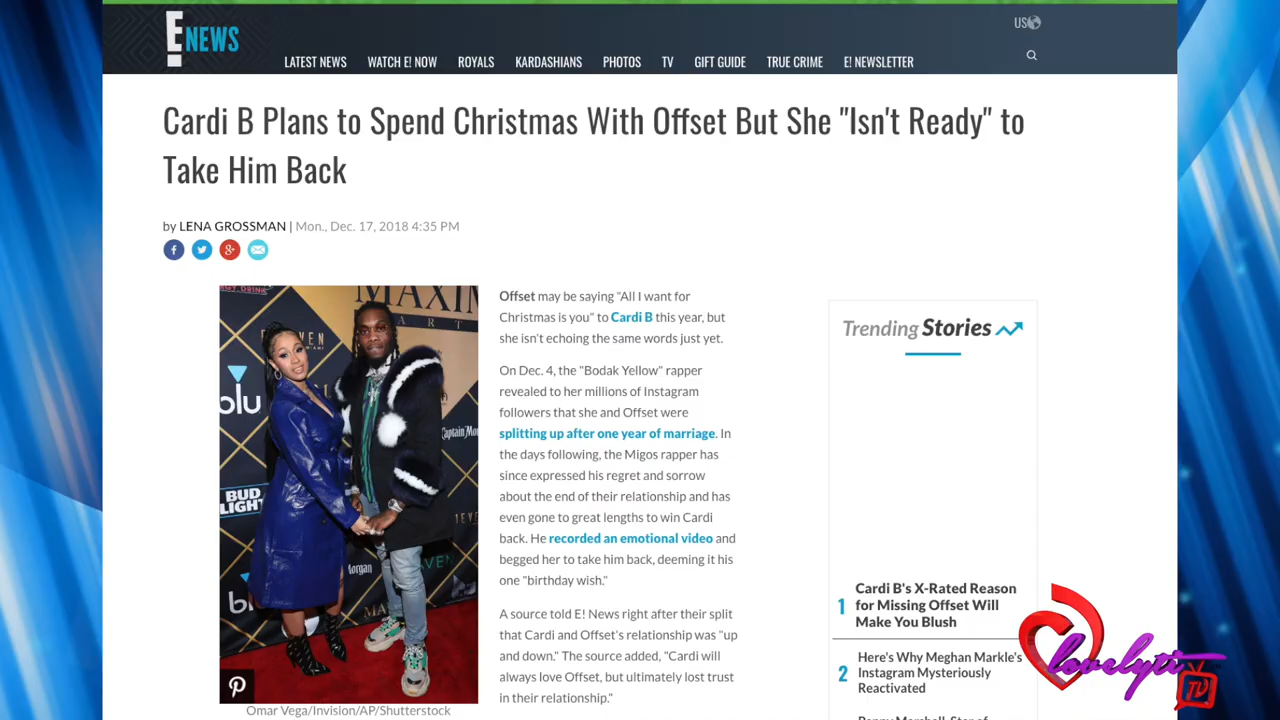 E! NEWS
US
LATEST NEWS WATCH E! NOW ROYALS KARDASHIANS PHOTOS TV GIFT GUIDE TRUE CRIME E! NEWSLETTER
Cardi B Plans to Spend Christmas With Offset But She "Isn't Ready" to
Take Him Back
by LENA GROSSMAN | Mon., Dec. 17, 2018 4:35 PM
Offset may be saying "All I want for
Christmas is you" to Cardi B this year, but
she isn't echoing the same words just yet.
On Dec. 4, the "Bodak Yellow" rapper
revealed to her millions of Instagram
followers that she and Offset were
splitting up after one year of marriage. In
the days following, the Migos rapper has
since expressed his regret and sorrow
about the end of their relationship and has
even gone to great lengths to win Cardi
back. He recorded an emotional video and
begged her to take him back, deeming it his
one "birthday wish."
A source told E! News right after their split
that Cardi and Offset's relationship was "up
and down." The source added, "Cardi will
always love Offset, but ultimately lost trust
in their relationship."
MAXIM
blu
BUD
LIGHT
Captain Mor
Morgan
Omar Vega/Invision/AP/Shutterstock
Trending Stories
1 Cardi B's X-Rated Reason
for Missing Offset Will
Make You Blush
2 Here's Why Meghan Markle's
Instagram Mysteriously
Reactivated
lovelyti
TV